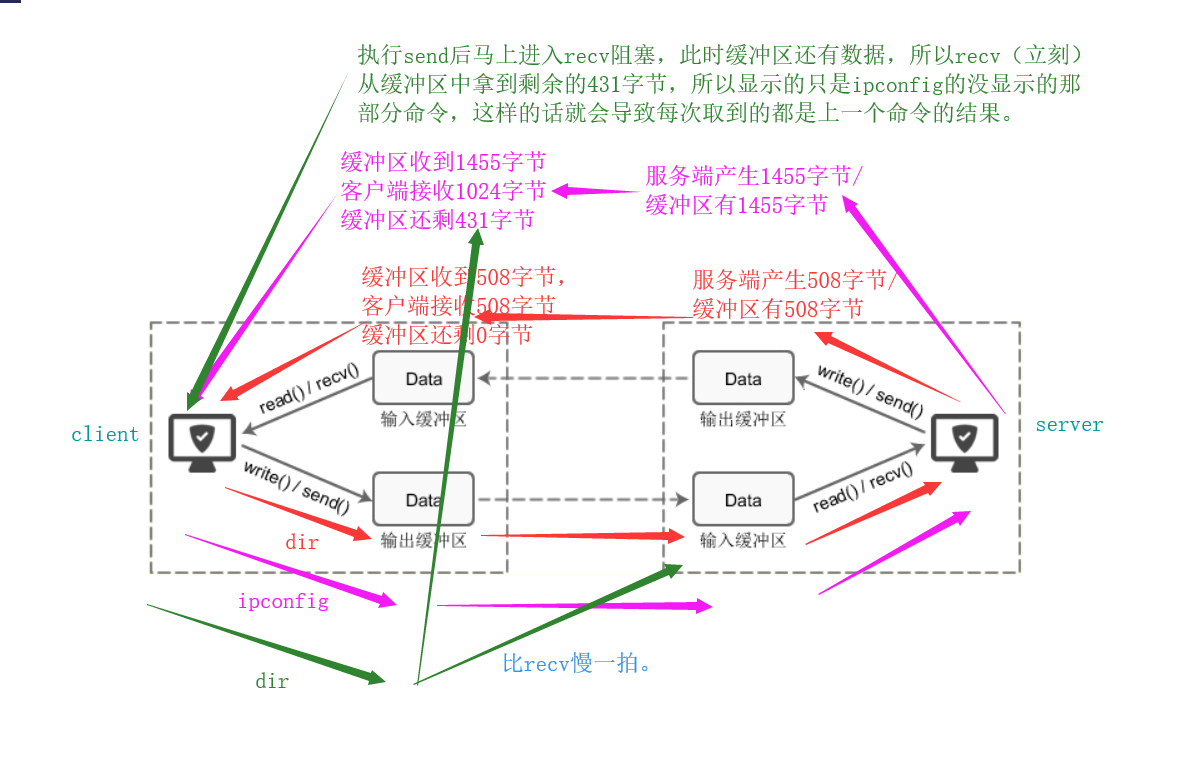 执行send后马上进入recv阻塞，此时缓冲区还有数据，所以recv（立刻）
从缓冲区中拿到剩余的431字节，所以显示的只是ipconfig的没显示的那
部分命令，这样的话就会导致每次取到的都是上一个命令的结果。
缓冲区收到1455字节
客户端接收1024字节
缓冲区还剩431字节
服务端产生1455字节/
缓冲区有1455字节
缓冲区收到508字节，
客户端接收508字节
缓冲区还剩0字节
服务端产生508字节/
缓冲区有508字节
read() / recv()
Data
输入缓冲区
Data
输出缓冲区
write() / send()
client
server
write() / send()
Data
输出缓冲区
Data
输入缓冲区
read() / recv()
dir
ipconfig
dir
比recv慢一拍。